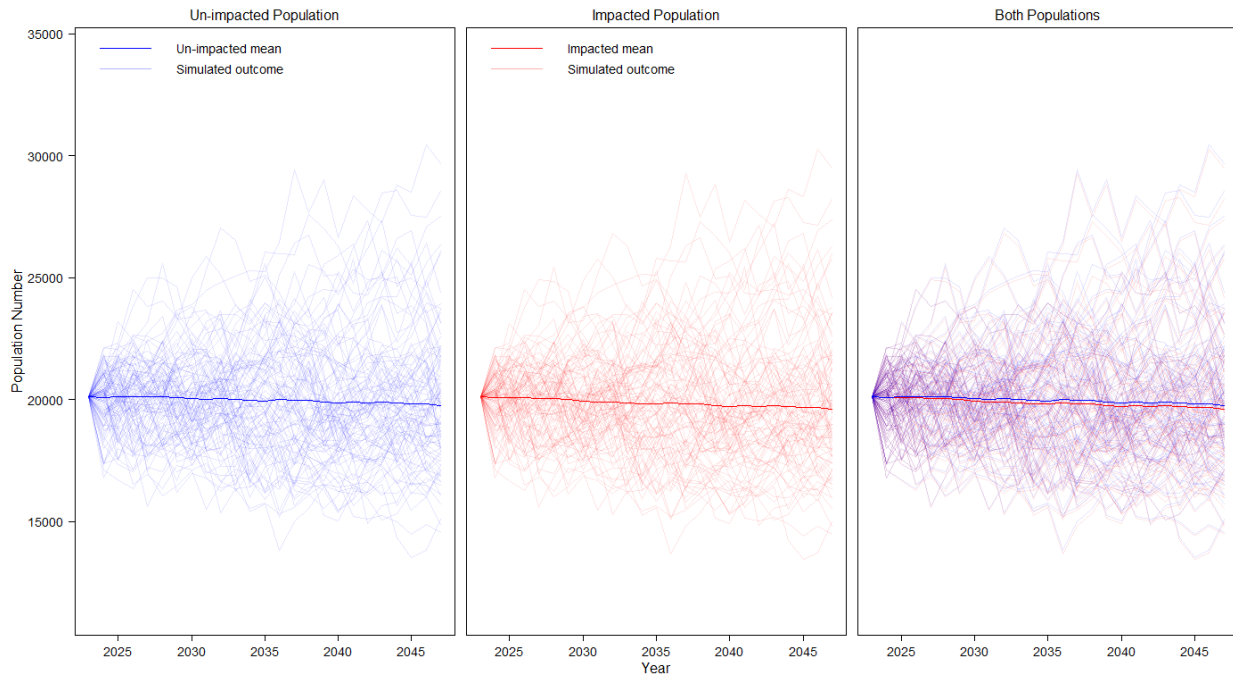 Un-impacted Population
Impacted Population
Both Populations
Un-impacted mean
Simulated outcome
Impacted mean
Simulated outcome
Population Number
35000
30000
25000
20000
15000
2025 2030 2035 2040 2045
2025 2030 2035 2040 2045
2025 2030 2035 2040 2045
Year